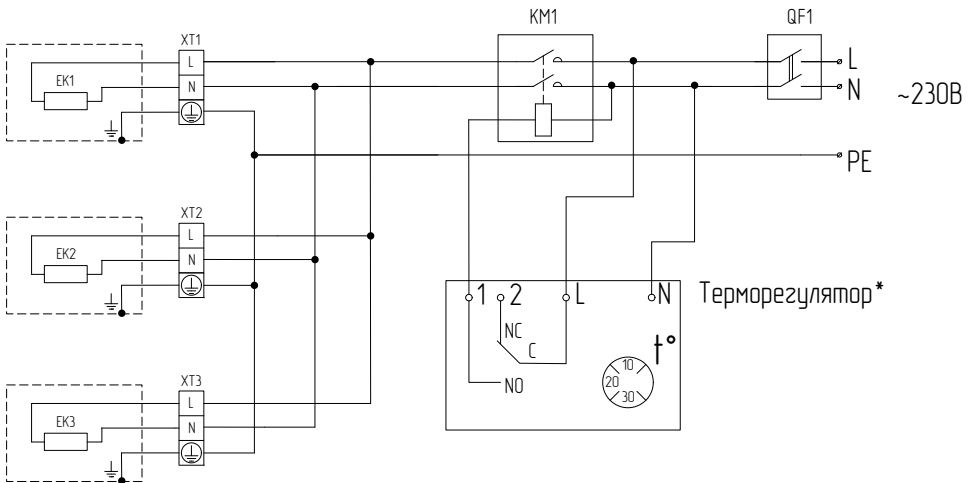 KM1
QF1
XT1
L
N
EK1
L
N
~230В
PE
XT2
L
N
EK2
1
2
L
N
Терморегулятор*
NC
C
t°
NO
10
20
30
XT3
L
N
EK3